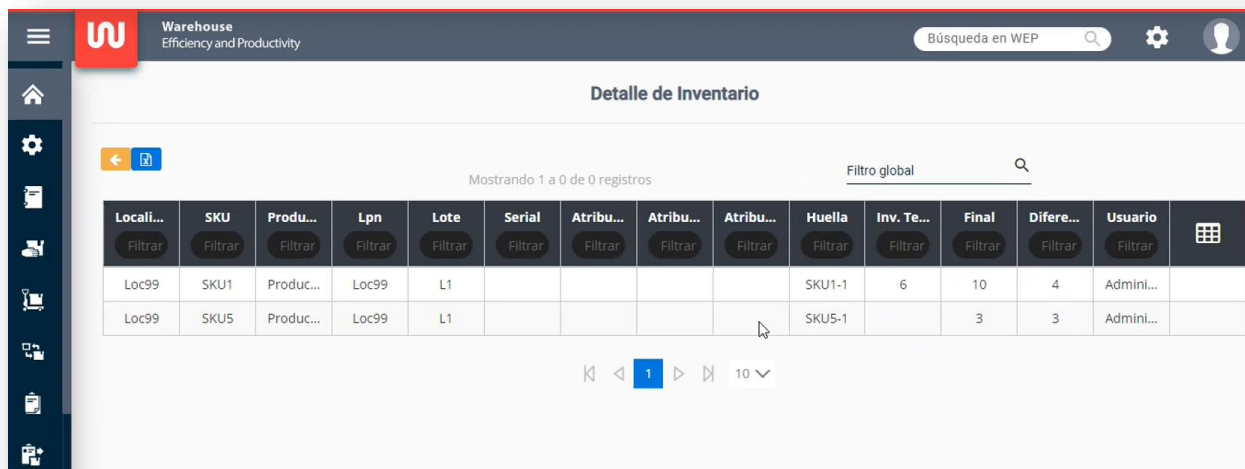 Warehouse
Efficiency and Productivity
Búsqueda en WEP
Detalle de Inventario
Mostrando 1 a 0 de 0 registros
Filtro global
Locali... SKU Produ... Lpn Lote Serial Atribu... Atribu... Atribu... Huella Inv. Te... Final Difere... Usuario
Filtrar Filtrar Filtrar Filtrar Filtrar Filtrar Filtrar Filtrar Filtrar Filtrar Filtrar Filtrar Filtrar Filtrar
Loc99 SKU1 Produc... Loc99 L1 SKU1-1 6 10 4 Admini...
Loc99 SKU5 Produc... Loc99 L1 SKU5-1 3 3 Admini...
1 10